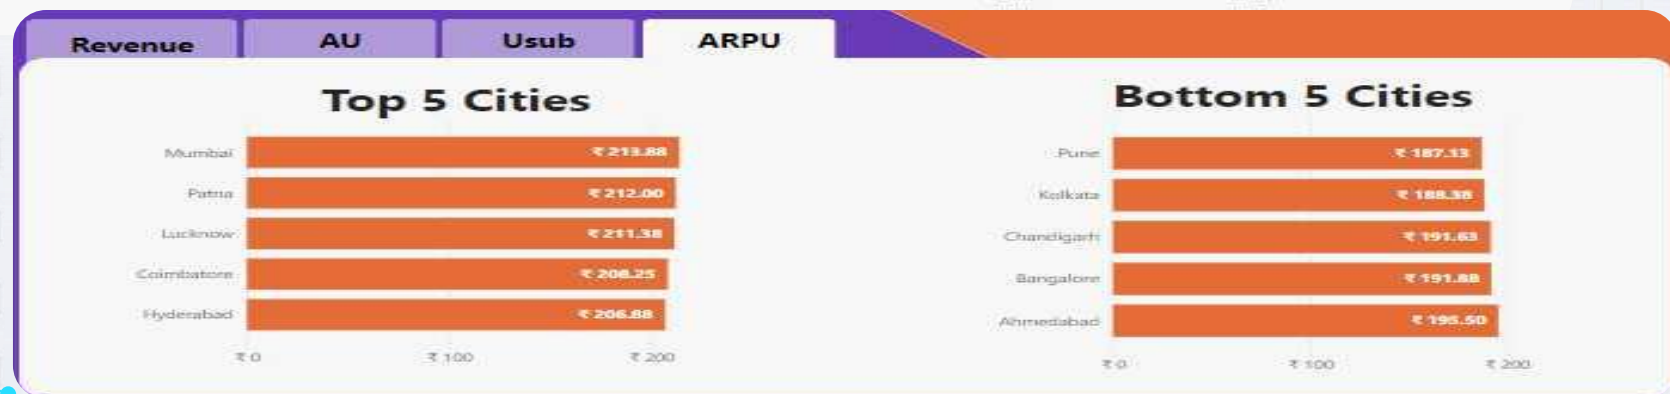 Revenue
AU
Usub
ARPU
Top 5 Cities
Mumbai ₹ 213.88
Patna ₹ 212.00
Lucknow ₹ 211.38
Coimbatore ₹ 208.25
Hyderabad ₹ 206.88
₹ 0 ₹ 100 ₹ 200
Bottom 5 Cities
Pune ₹ 187.13
Kolkata ₹ 188.38
Chandigarh ₹ 191.63
Bangalore ₹ 191.88
Ahmedabad ₹ 195.50
₹ 0 ₹ 100 ₹ 200